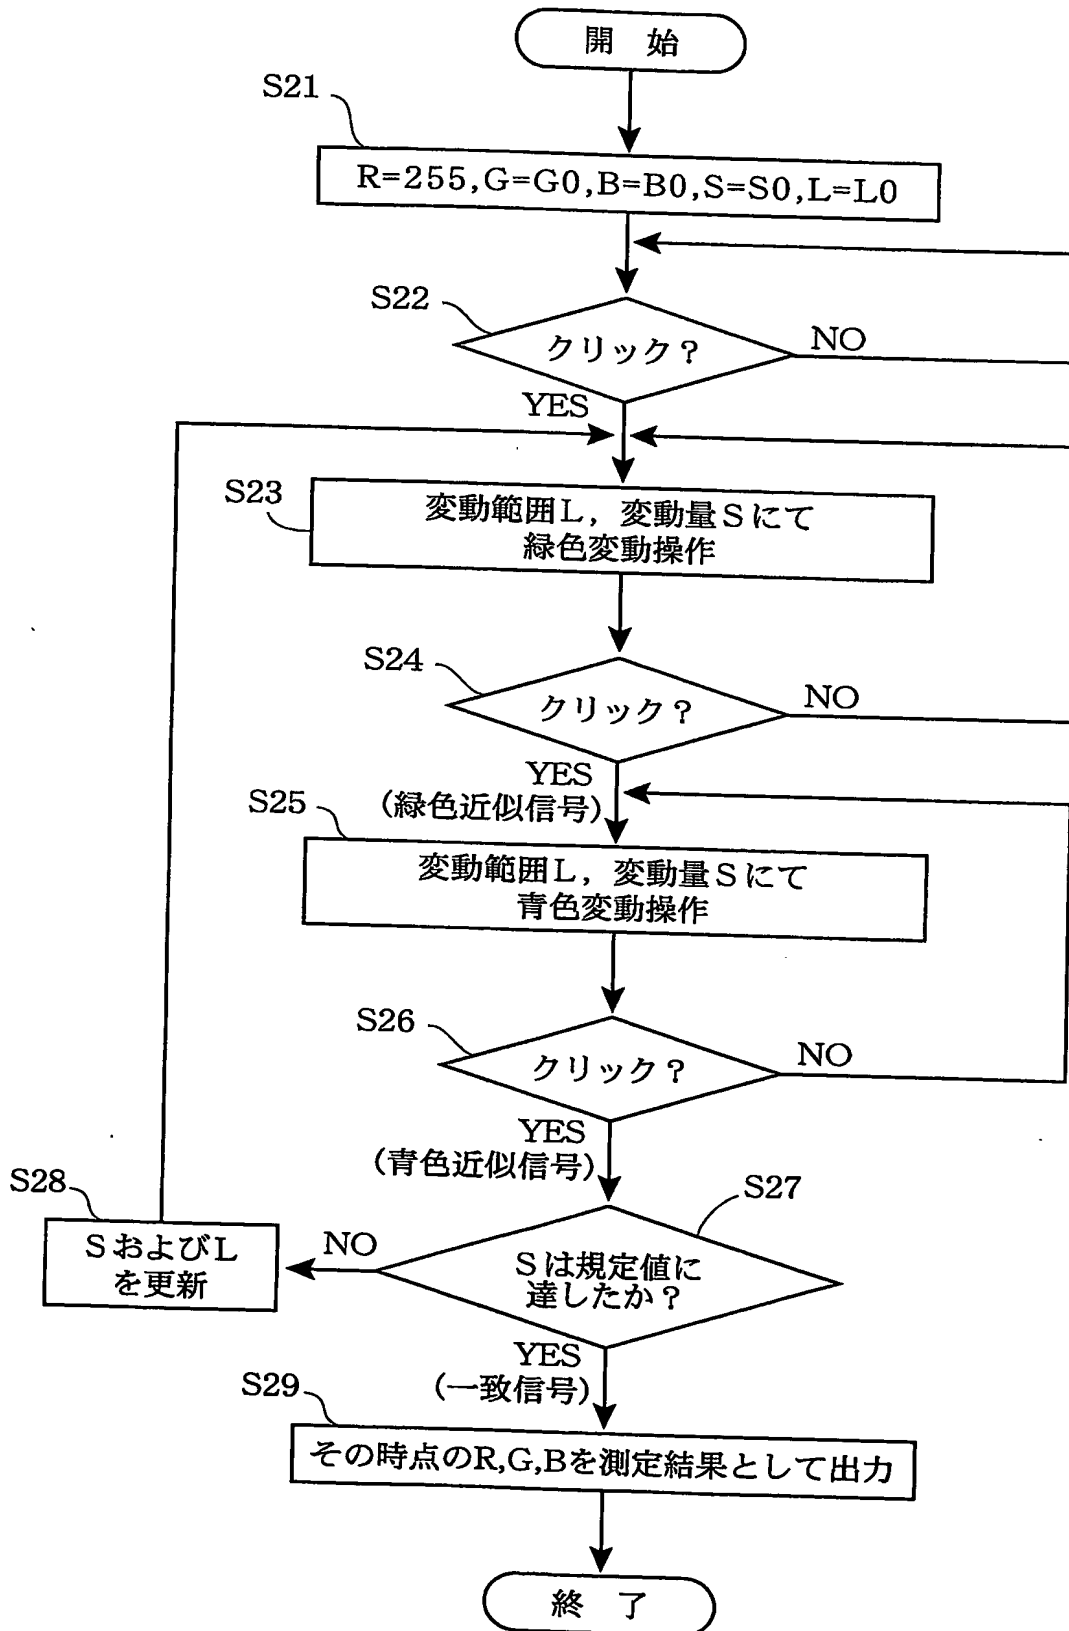 開 始
S21
R=255,G=G0,B=B0,S=S0,L=L0
S22
クリック？
NO
YES
S23
変動範囲L，変動量Sにて
緑色変動操作
S24
クリック？
NO
YES
(緑色近似信号)
S25
変動範囲L，変動量Sにて
青色変動操作
S26
クリック？
NO
YES
(青色近似信号)
S27
Sは規定値に
達したか？
NO
S28
SおよびL
を更新
YES
(一致信号)
S29
その時点のR,G,Bを測定結果として出力
終 了